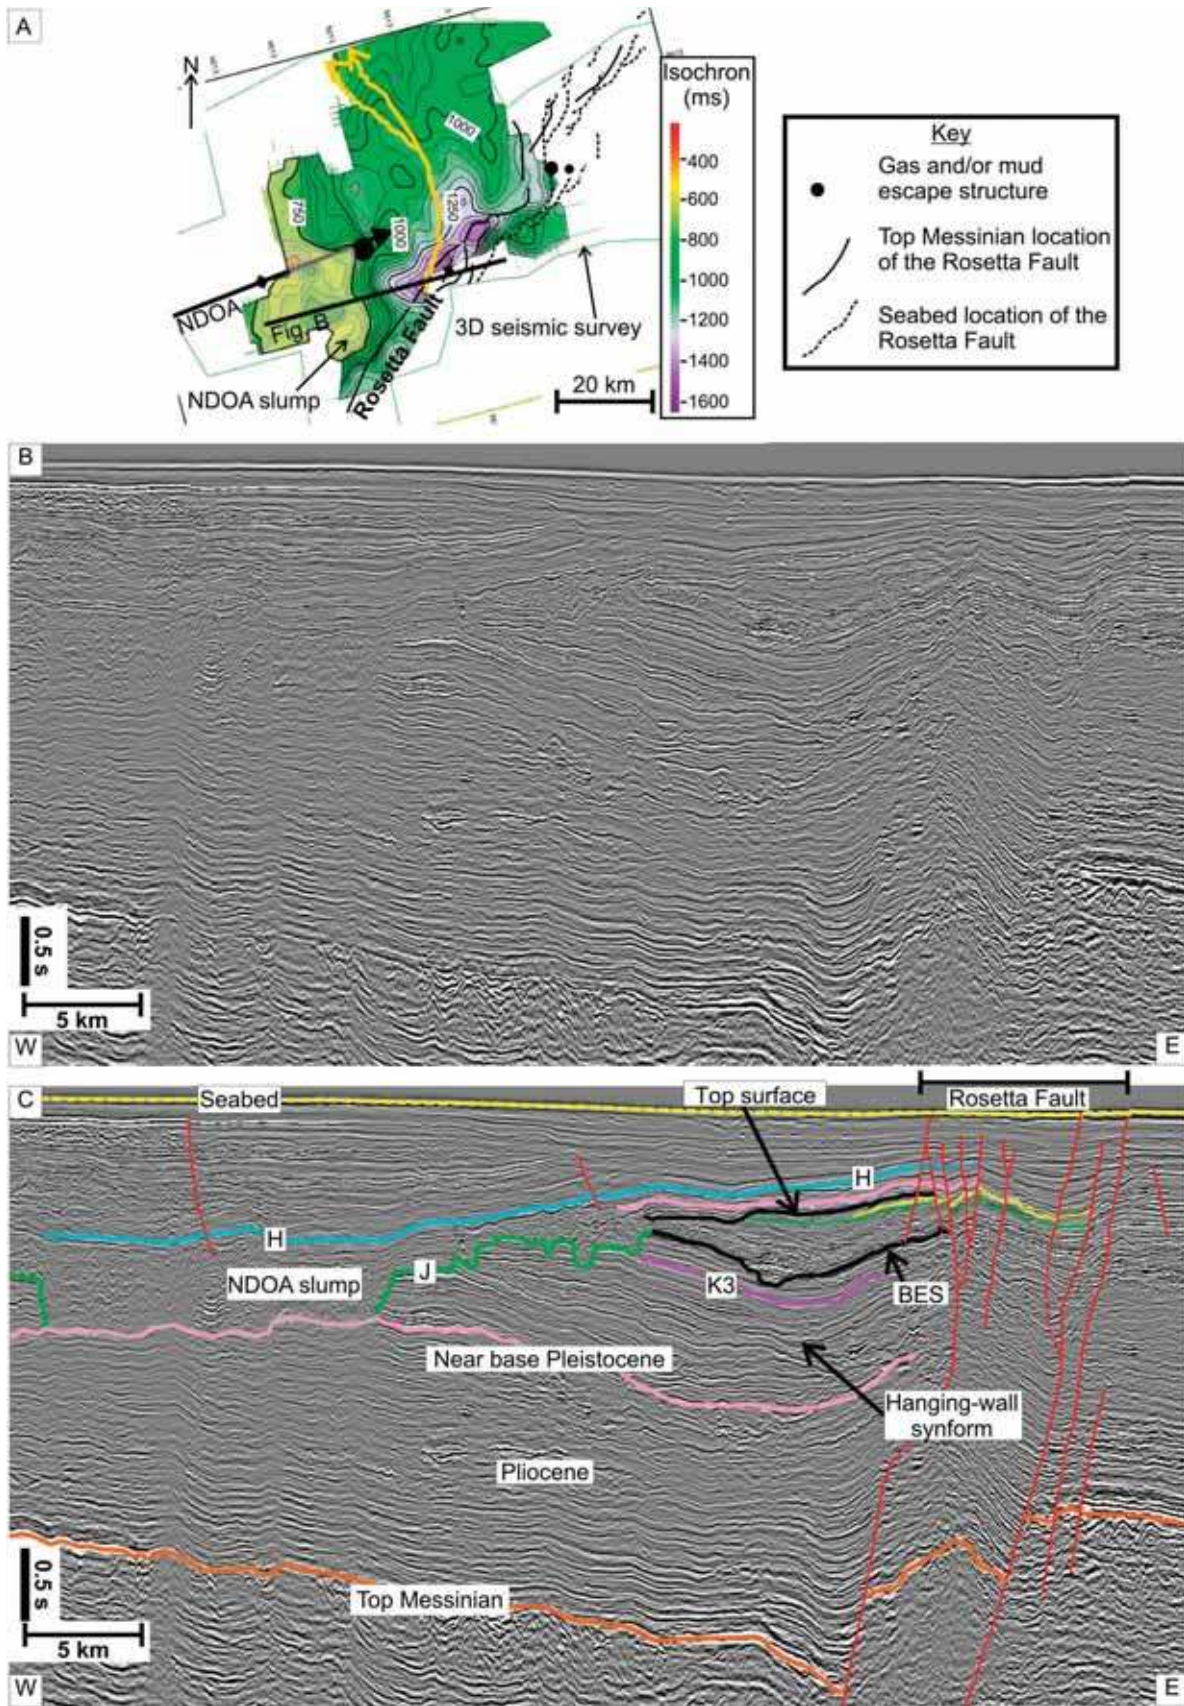 A
N
Isochron
(ms)
400
600
800
1000
1200
1400
1600
1000
750
1250
1000
NDOA
Fig. B
Rosetta Fault
NDOA slump
3D seismic survey
20 km
Key
Gas and/or mud
escape structure
Top Messinian location
of the Rosetta Fault
Seabed location of the
Rosetta Fault
B
0.5 s
5 km
W
E
C
Seabed
Top surface
Rosetta Fault
H
H
NDOA slump
J
K3
BES
Near base Pleistocene
Hanging-wall
synform
Pliocene
Top Messinian
0.5 s
5 km
W
E